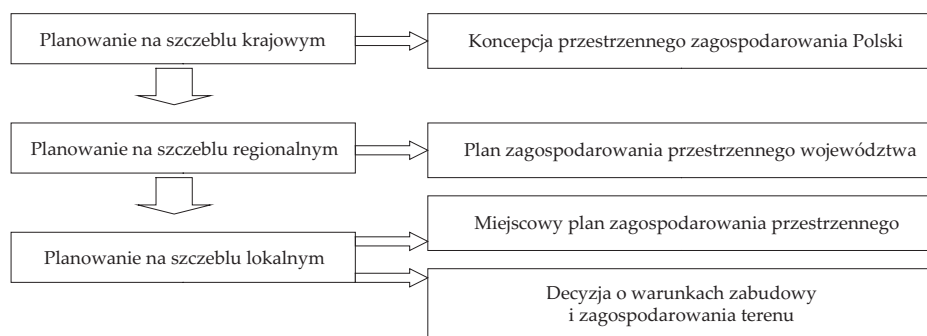 Planowanie na szczeblu krajowym
Koncepcja przestrzennego zagospodarowania Polski
Planowanie na szczeblu regionalnym
Plan zagospodarowania przestrzennego województwa
Planowanie na szczeblu lokalnym
Miejscowy plan zagospodarowania przestrzennego
Decyzja o warunkach zabudowy
i zagospodarowania terenu